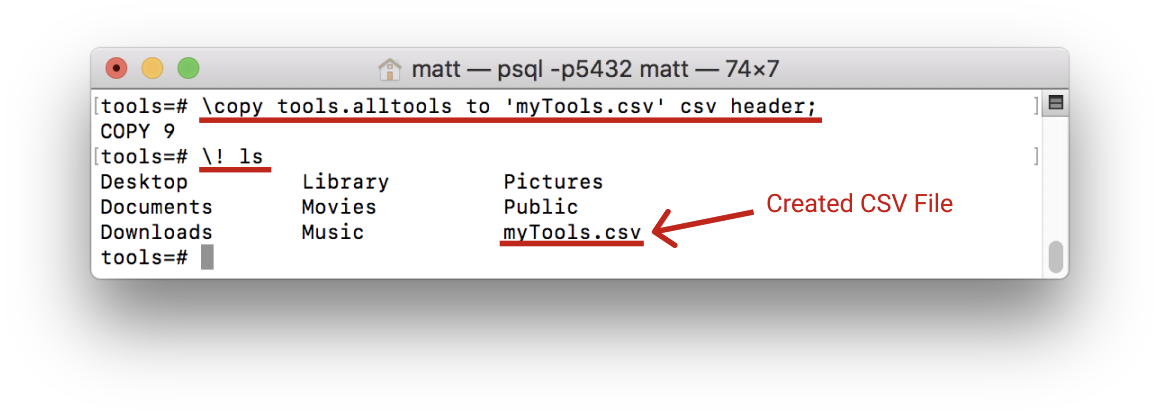 matt — psql -p5432 matt — 74×7
[tools=# \copy tools.alltools to 'myTools.csv' csv header; ]
COPY 9
[tools=# \! ls ]
Desktop Library Pictures
Documents Movies Public
Downloads Music myTools.csv
tools=#
Created CSV File